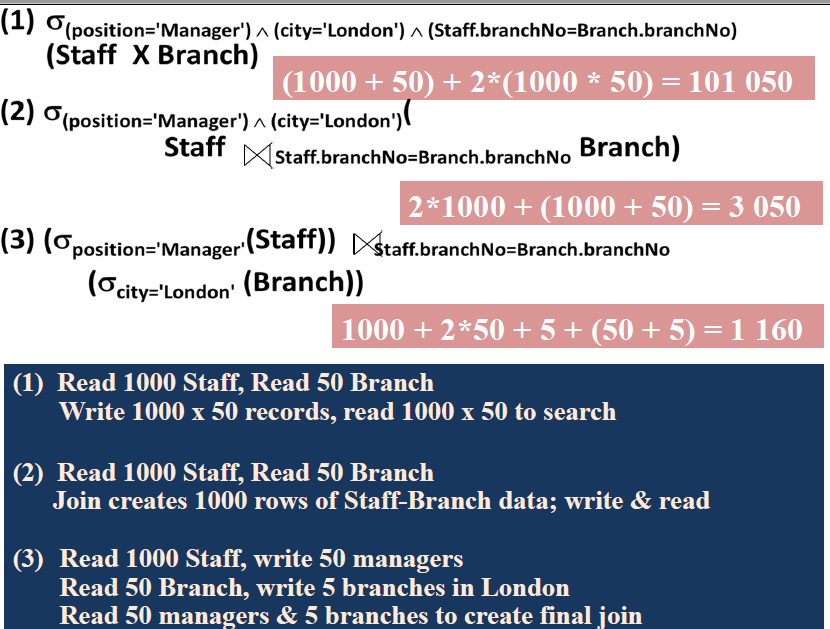 (1) σ(position='Manager') ∧ (city='London') ∧ (Staff.branchNo=Branch.branchNo)
(Staff X Branch)
(1000 + 50) + 2*(1000 * 50) = 101 050
(2) σ(position='Manager') ∧ (city='London')(
Staff ⋈ Staff.branchNo=Branch.branchNo Branch)
2*1000 + (1000 + 50) = 3 050
(3) (σposition='Manager'(Staff)) ⋈ Staff.branchNo=Branch.branchNo
(σcity='London' (Branch))
1000 + 2*50 + 5 + (50 + 5) = 1 160
(1) Read 1000 Staff, Read 50 Branch
Write 1000 x 50 records, read 1000 x 50 to search
(2) Read 1000 Staff, Read 50 Branch
Join creates 1000 rows of Staff-Branch data; write & read
(3) Read 1000 Staff, write 50 managers
Read 50 Branch, write 5 branches in London
Read 50 managers & 5 branches to create final join